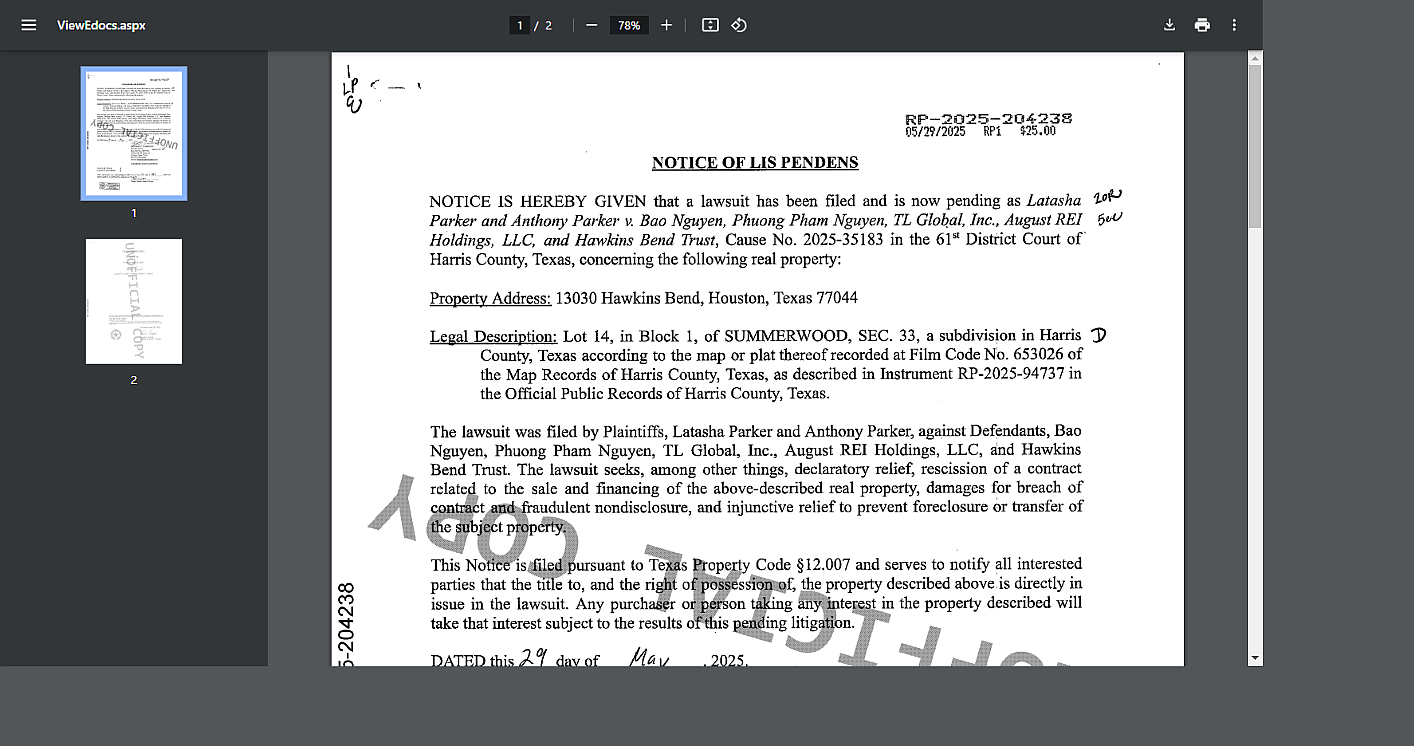 ViewEdocs.aspx
1 / 2
78%
1
2
LP
RP-2025-204238
05/29/2025 RP1 $25.00
NOTICE OF LIS PENDENS
NOTICE IS HEREBY GIVEN that a lawsuit has been filed and is now pending as Latasha
Parker and Anthony Parker v. Bao Nguyen, Phuong Pham Nguyen, TL Global, Inc., August REI
Holdings, LLC, and Hawkins Bend Trust, Cause No. 2025-35183 in the 61st District Court of
Harris County, Texas, concerning the following real property:
Property Address: 13030 Hawkins Bend, Houston, Texas 77044
Legal Description: Lot 14, in Block 1, of SUMMERWOOD, SEC. 33, a subdivision in Harris
County, Texas according to the map or plat thereof recorded at Film Code No. 653026 of
the Map Records of Harris County, Texas, as described in Instrument RP-2025-94737 in
the Official Public Records of Harris County, Texas.
The lawsuit was filed by Plaintiffs, Latasha Parker and Anthony Parker, against Defendants, Bao
Nguyen, Phuong Pham Nguyen, TL Global, Inc., August REI Holdings, LLC, and Hawkins
Bend Trust. The lawsuit seeks, among other things, declaratory relief, rescission of a contract
related to the sale and financing of the above-described real property, damages for breach of
contract and fraudulent nondisclosure, and injunctive relief to prevent foreclosure or transfer of
the subject property.
This Notice is filed pursuant to Texas Property Code §12.007 and serves to notify all interested
parties that the title to, and the right of possession of, the property described above is directly in
issue in the lawsuit. Any purchaser or person taking any interest in the property described will
take that interest subject to the results of this pending litigation.
DATED this 29 day of May, 2025.
5-204238
UNOFFICIAL COPY